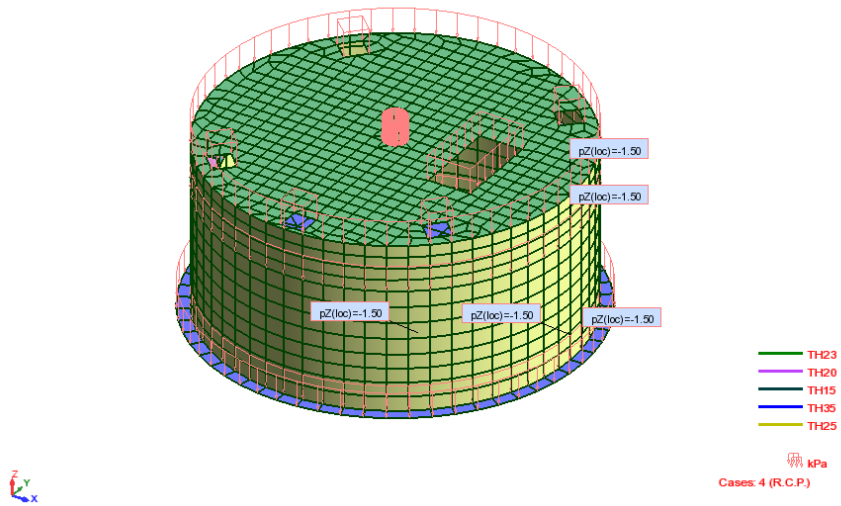 pZ(loc)=-1.50
pZ(loc)=-1.50
pZ(loc)=-1.50
pZ(loc)=-1.50
pZ(loc)=-1.50
TH23
TH20
TH15
TH35
TH25
kPa
Cases: 4 (R.C.P.)
Z
Y
X